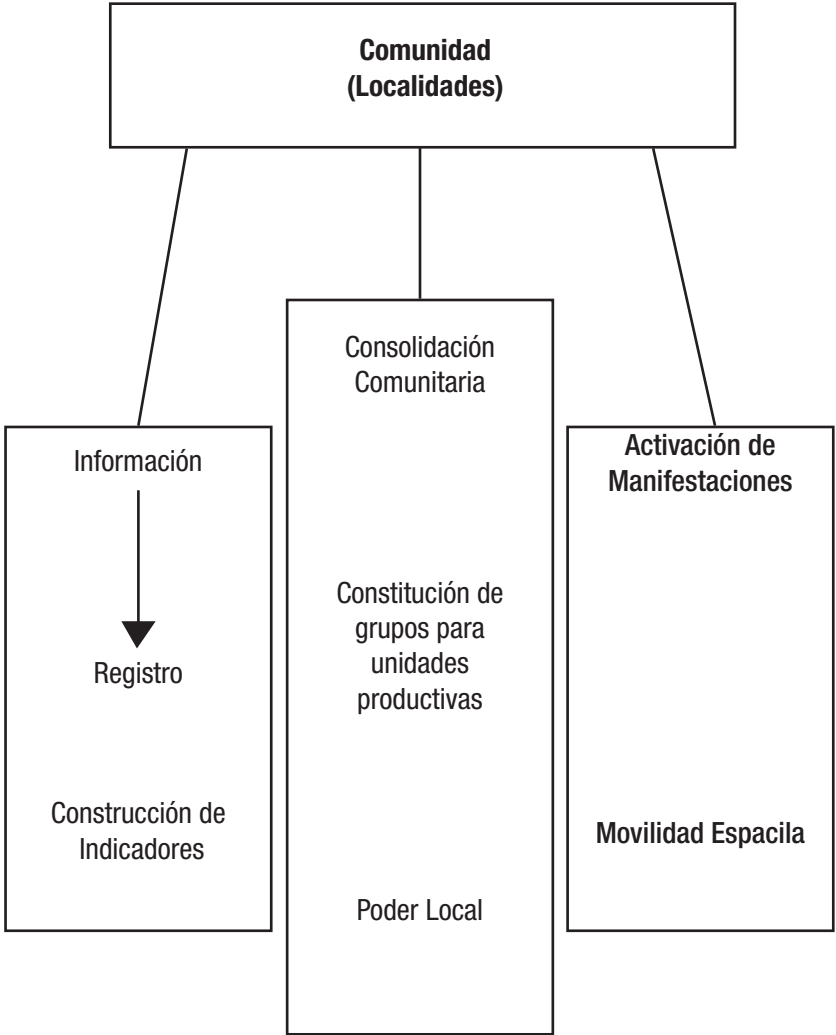 Comunidad
(Localidades)
Información
Registro
Construcción de
Indicadores
Consolidación
Comunitaria
Constitución de
grupos para
unidades
productivas
Poder Local
Activación de
Manifestaciones
Movilidad Espacila